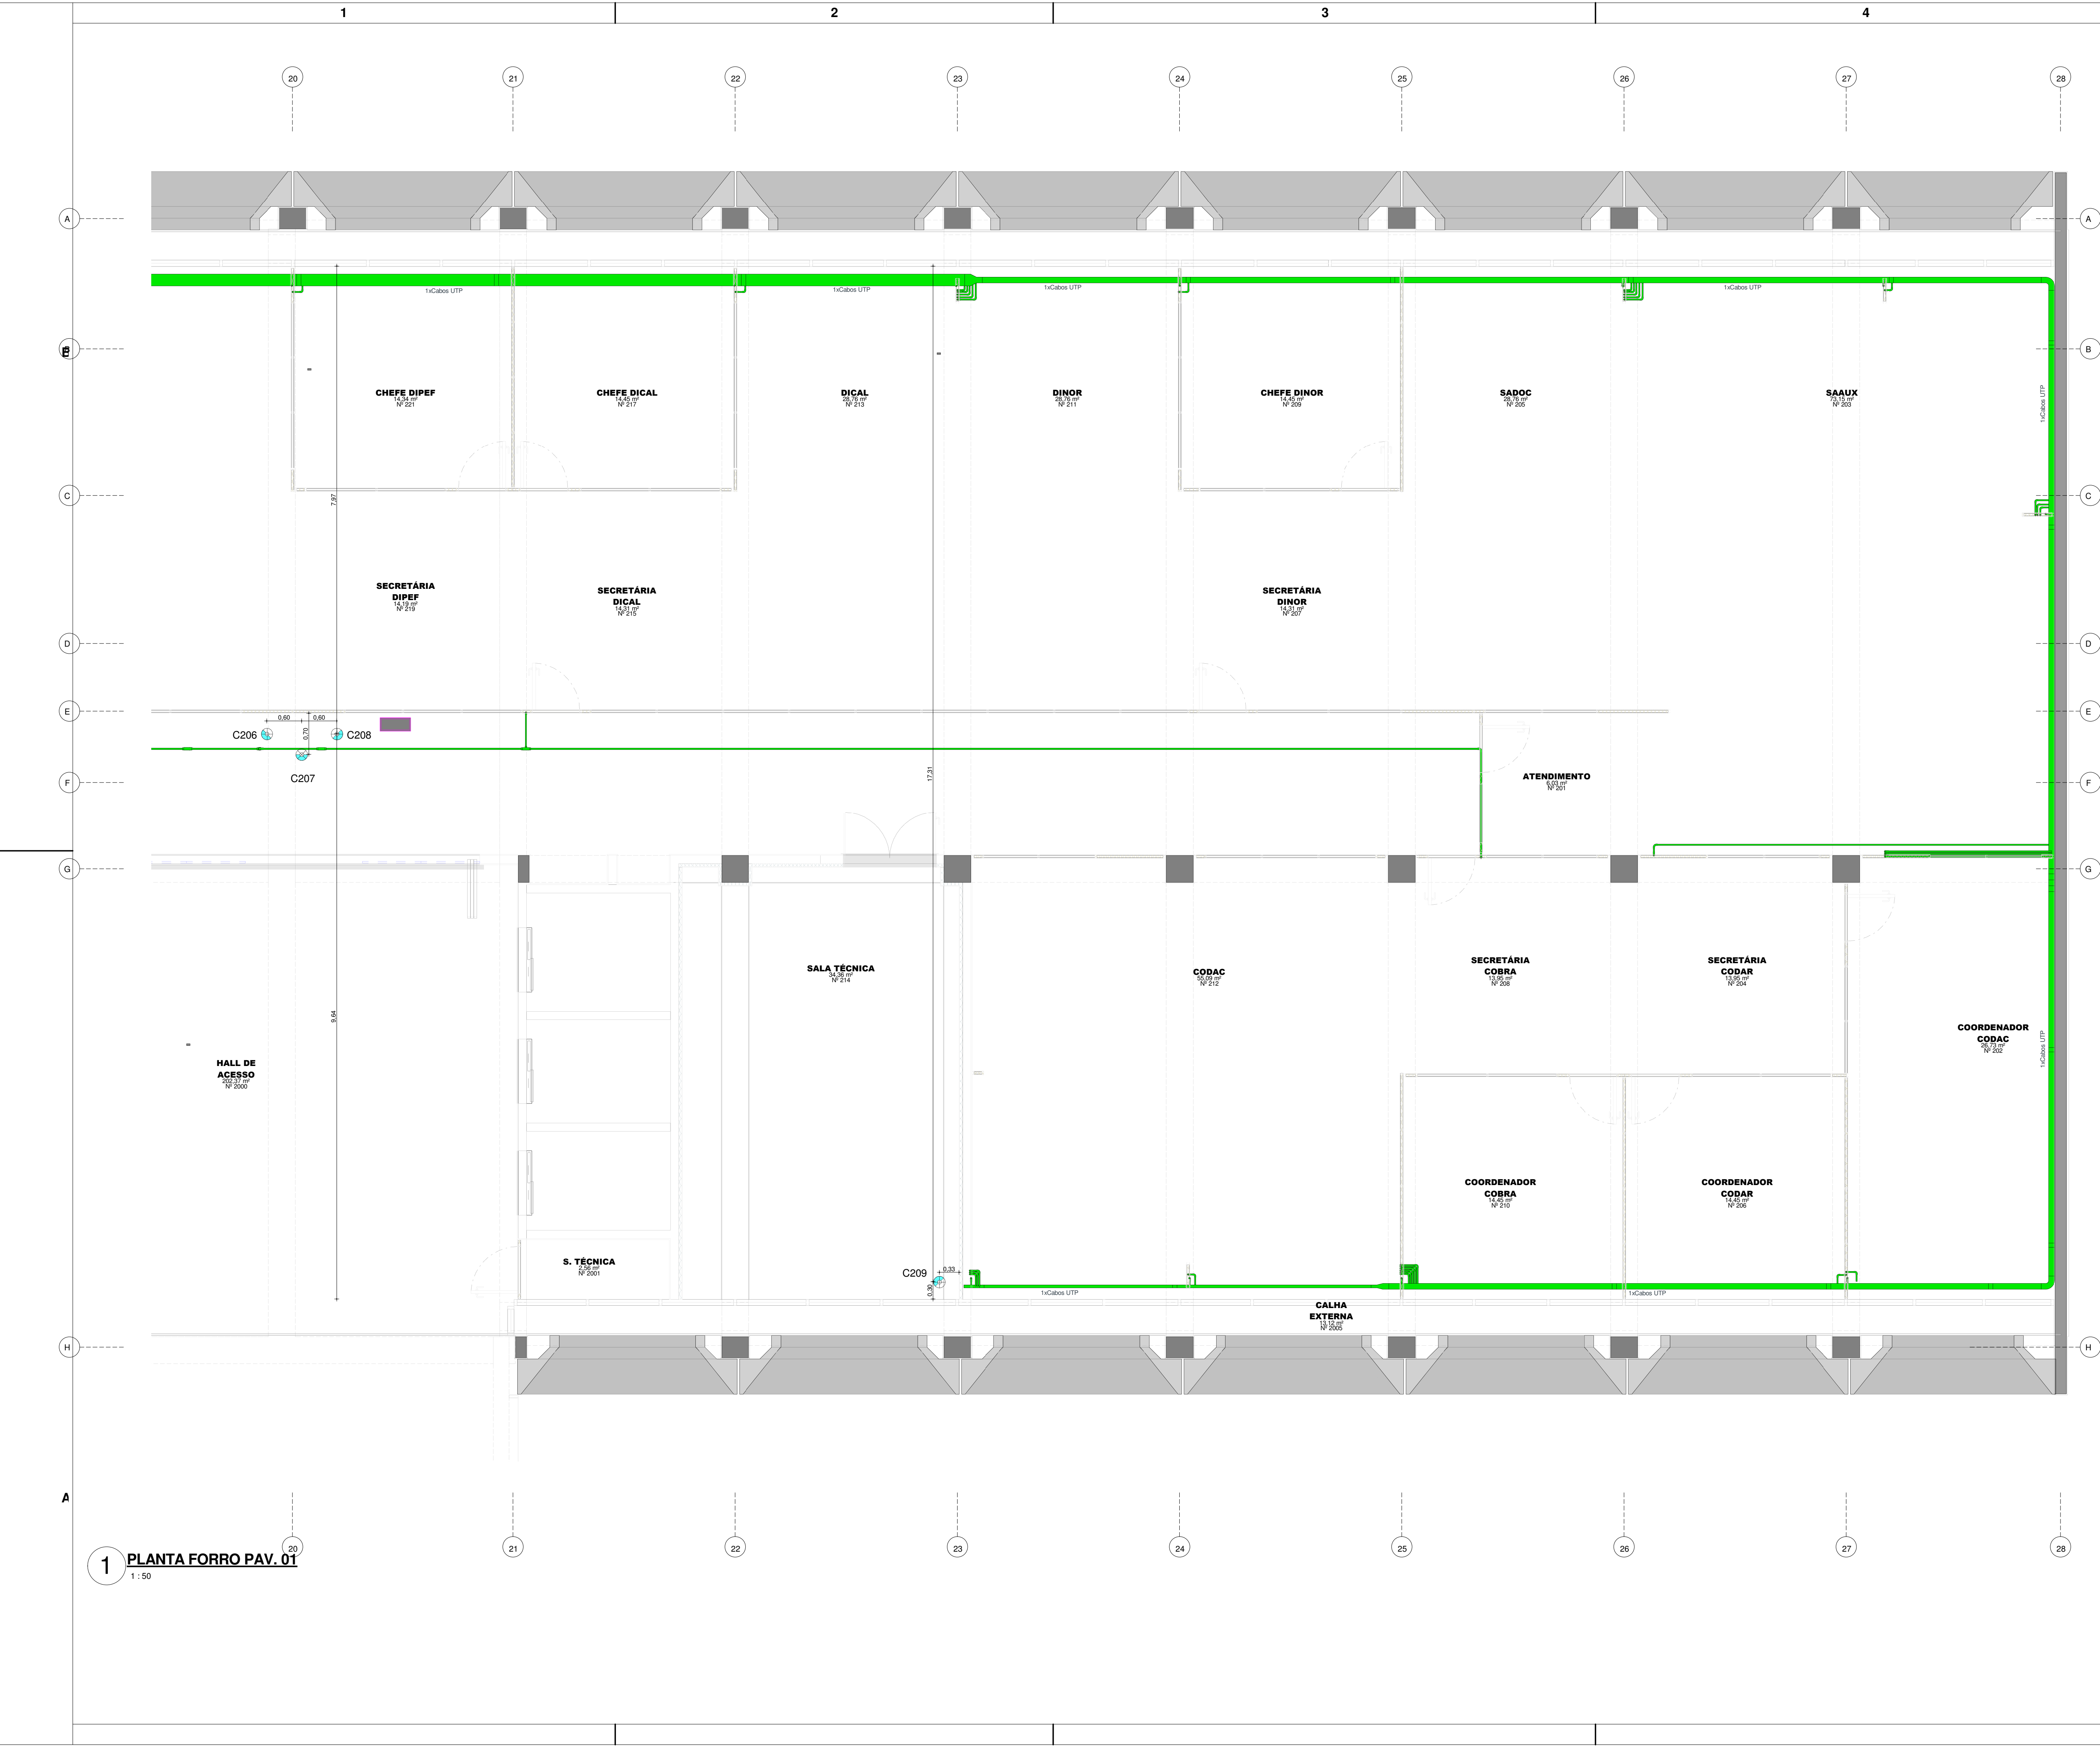 1 2 3 4
20 21 22 23 24 25 26 27 28
A A
1xCabos UTP 1xCabos UTP 1xCabos UTP 1xCabos UTP
B B
1xCabos UTP
CHEFE DIPEF
14,34 m²
Nº 221
CHEFE DICAL
14,45 m²
Nº 217
DICAL
28,76 m²
Nº 213
DINOR
28,76 m²
Nº 211
CHEFE DINOR
14,45 m²
Nº 209
SADOC
28,76 m²
Nº 205
SAAUX
73,15 m²
Nº 203
C C
7,97
SECRETÁRIA
DIPEF
14,19 m²
Nº 219
SECRETÁRIA
DICAL
14,31 m²
Nº 215
SECRETÁRIA
DINOR
14,31 m²
Nº 207
D D
E E
0,60 0,60
0,70
C206 C208
C207
17,31
F F
ATENDIMENTO
6,03 m²
Nº 201
G G
SALA TÉCNICA
34,36 m²
Nº 214
CODAC
55,09 m²
Nº 212
SECRETÁRIA
COBRA
13,95 m²
Nº 208
SECRETÁRIA
CODAR
13,95 m²
Nº 204
9,64
COORDENADOR
CODAC
26,73 m²
Nº 202
1xCabos UTP
HALL DE
ACESSO
202,37 m²
Nº 2000
COORDENADOR
COBRA
14,45 m²
Nº 210
COORDENADOR
CODAR
14,45 m²
Nº 206
S. TÉCNICA
2,56 m²
Nº 2001
C209
0,33
0,30
1xCabos UTP 1xCabos UTP
CALHA
EXTERNA
13,12 m²
Nº 2005
H H
A
20 21 22 23 24 25 26 27 28
1 PLANTA FORRO PAV. 01
1 : 50